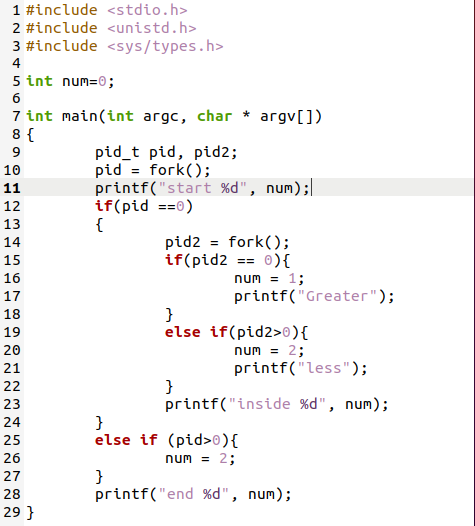 1 #include <stdio.h>
2 #include <unistd.h>
3 #include <sys/types.h>
4
5 int num=0;
6
7 int main(int argc, char * argv[])
8 {
9         pid_t pid, pid2;
10         pid = fork();
11         printf("start %d", num);
12         if(pid ==0)
13         {
14                 pid2 = fork();
15                 if(pid2 == 0){
16                         num = 1;
17                         printf("Greater");
18                 }
19                 else if(pid2>0){
20                         num = 2;
21                         printf("less");
22                 }
23                 printf("inside %d", num);
24         }
25         else if (pid>0){
26                 num = 2;
27         }
28         printf("end %d", num);
29 }